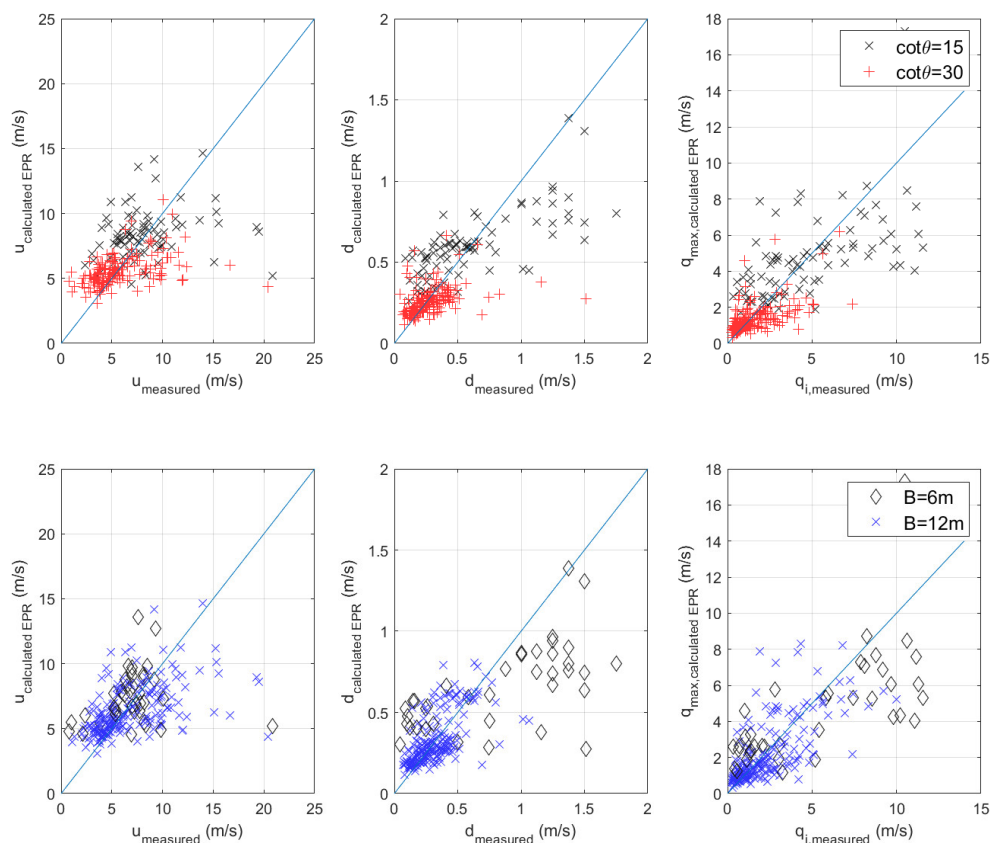 25
20
15
10
5
0
0 5 10 15 20 25
u_measured (m/s)
u_calculated EPR (m/s)
2
1.5
1
0.5
0
0 0.5 1 1.5 2
d_measured (m/s)
d_calculated EPR (m/s)
18
16
14
12
10
8
6
4
2
0
0 5 10 15
q_i,measured (m/s)
q_max,calculated EPR (m/s)
cotθ=15
cotθ=30
25
20
15
10
5
0
0 5 10 15 20 25
u_measured (m/s)
u_calculated EPR (m/s)
2
1.5
1
0.5
0
0 0.5 1 1.5 2
d_measured (m/s)
d_calculated EPR (m/s)
18
16
14
12
10
8
6
4
2
0
0 5 10 15
q_i,measured (m/s)
q_max,calculated EPR (m/s)
B=6m
B=12m